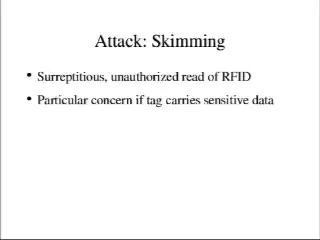 Attack: Skimming
• Surreptitious, unauthorized read of RFID
• Particular concern if tag carries sensitive data